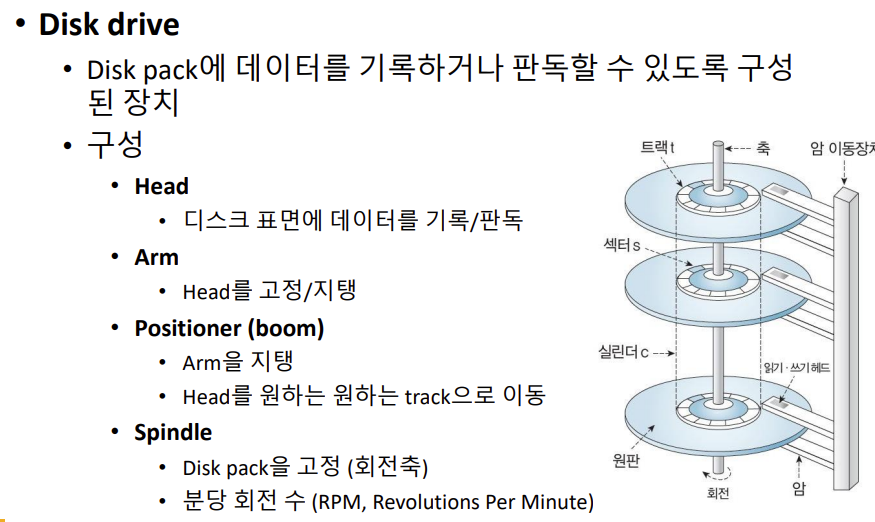 • Disk drive
• Disk pack에 데이터를 기록하거나 판독할 수 있도록 구성
된 장치
• 구성
• Head
• 디스크 표면에 데이터를 기록/판독
• Arm
• Head를 고정/지탱
• Positioner (boom)
• Arm을 지탱
• Head를 원하는 원하는 track으로 이동
• Spindle
• Disk pack을 고정 (회전축)
• 분당 회전 수 (RPM, Revolutions Per Minute)
트랙 t
축
암 이동장치
섹터 s
실린더 c
읽기·쓰기 헤드
원판
회전
암